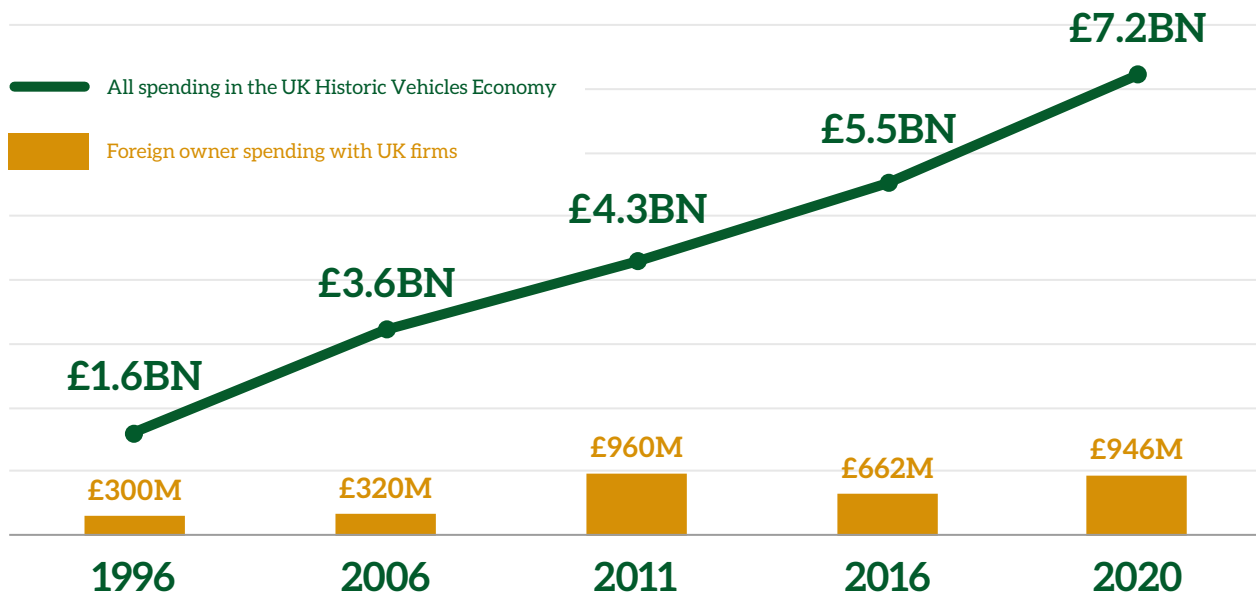 £7.2BN
All spending in the UK Historic Vehicles Economy
£5.5BN
Foreign owner spending with UK firms
£4.3BN
£3.6BN
£1.6BN
£960M
£946M
£662M
£300M
£320M
1996 2006 2011 2016 2020